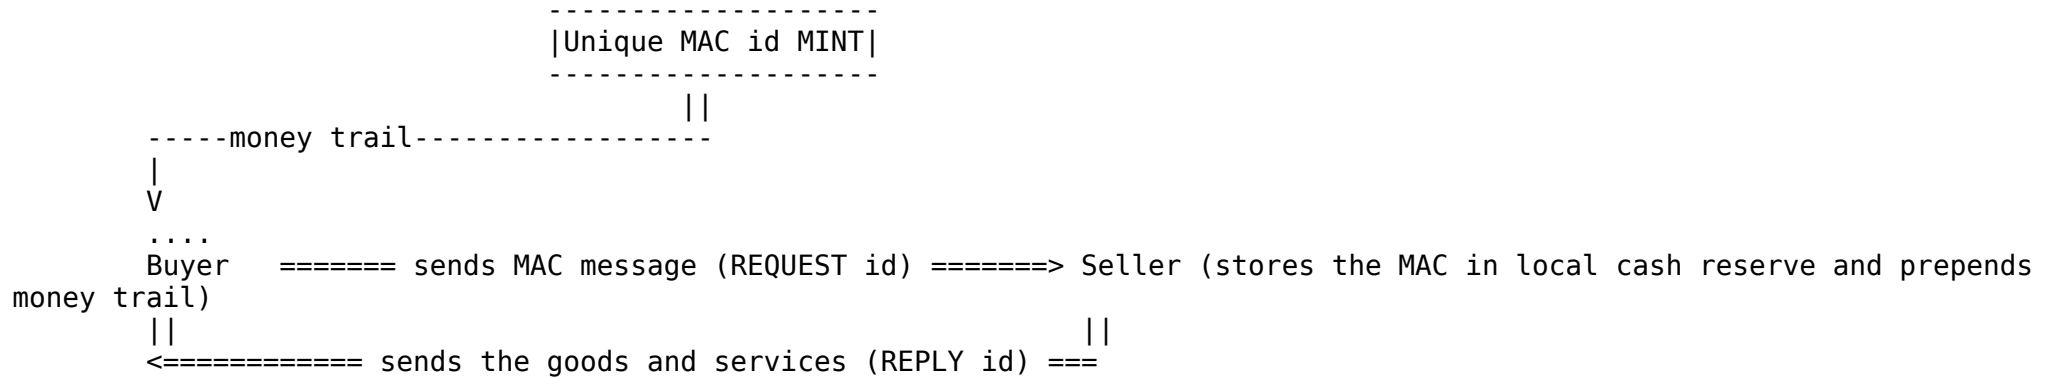 --------------------
|Unique MAC id MINT|
--------------------
||
-----money trail------------------
|
V
....
Buyer ======= sends MAC message (REQUEST id) =======> Seller (stores the MAC in local cash reserve and prepends
money trail)
|| ||
<============ sends the goods and services (REPLY id) ===